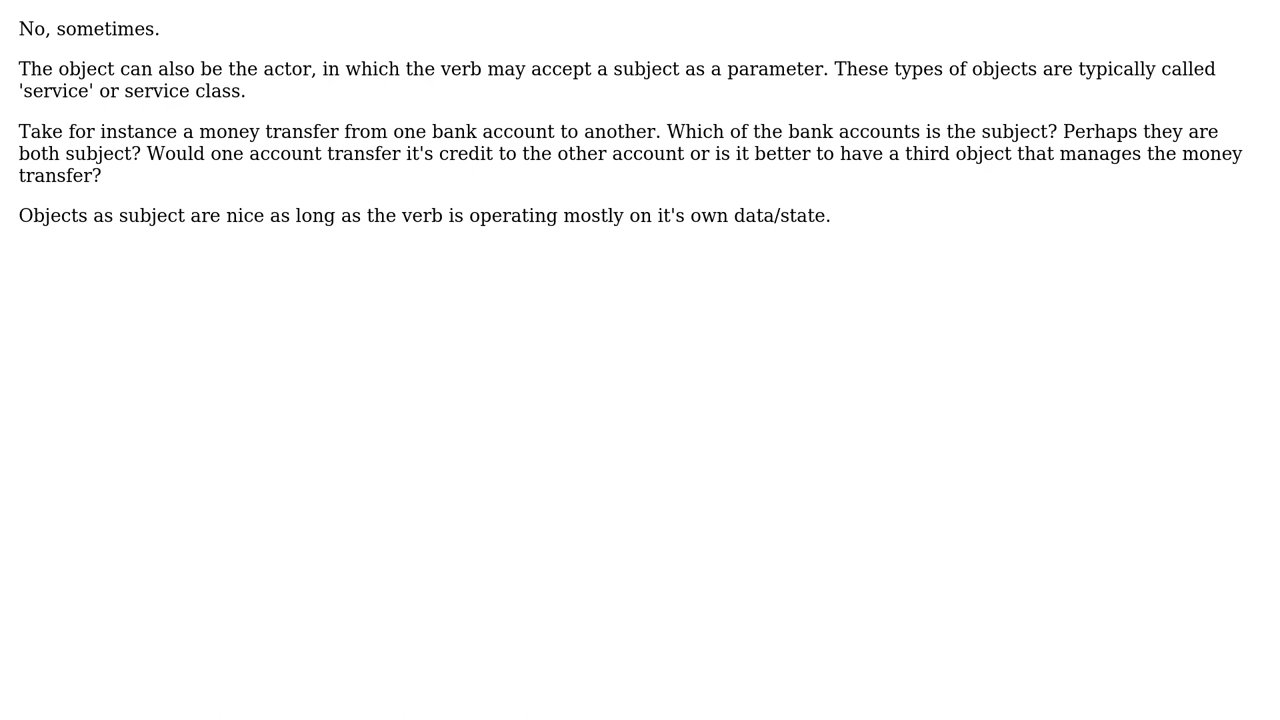 No, sometimes.
The object can also be the actor, in which the verb may accept a subject as a parameter. These types of objects are typically called
'service' or service class.
Take for instance a money transfer from one bank account to another. Which of the bank accounts is the subject? Perhaps they are
both subject? Would one account transfer it's credit to the other account or is it better to have a third object that manages the money
transfer?
Objects as subject are nice as long as the verb is operating mostly on it's own data/state.